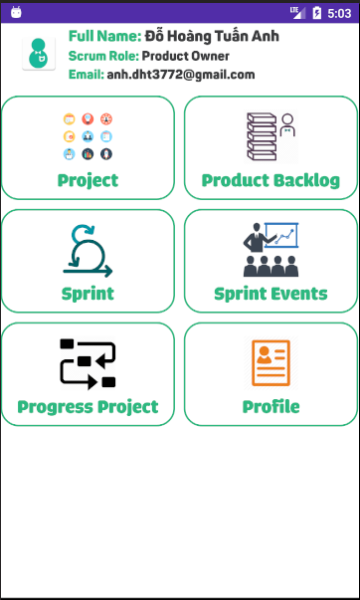 LTE 5:03
Full Name: Đỗ Hoàng Tuấn Anh
Scrum Role: Product Owner
Email: anh.dht3772@gmail.com
Project
Product Backlog
Sprint
Sprint Events
Progress Project
Profile